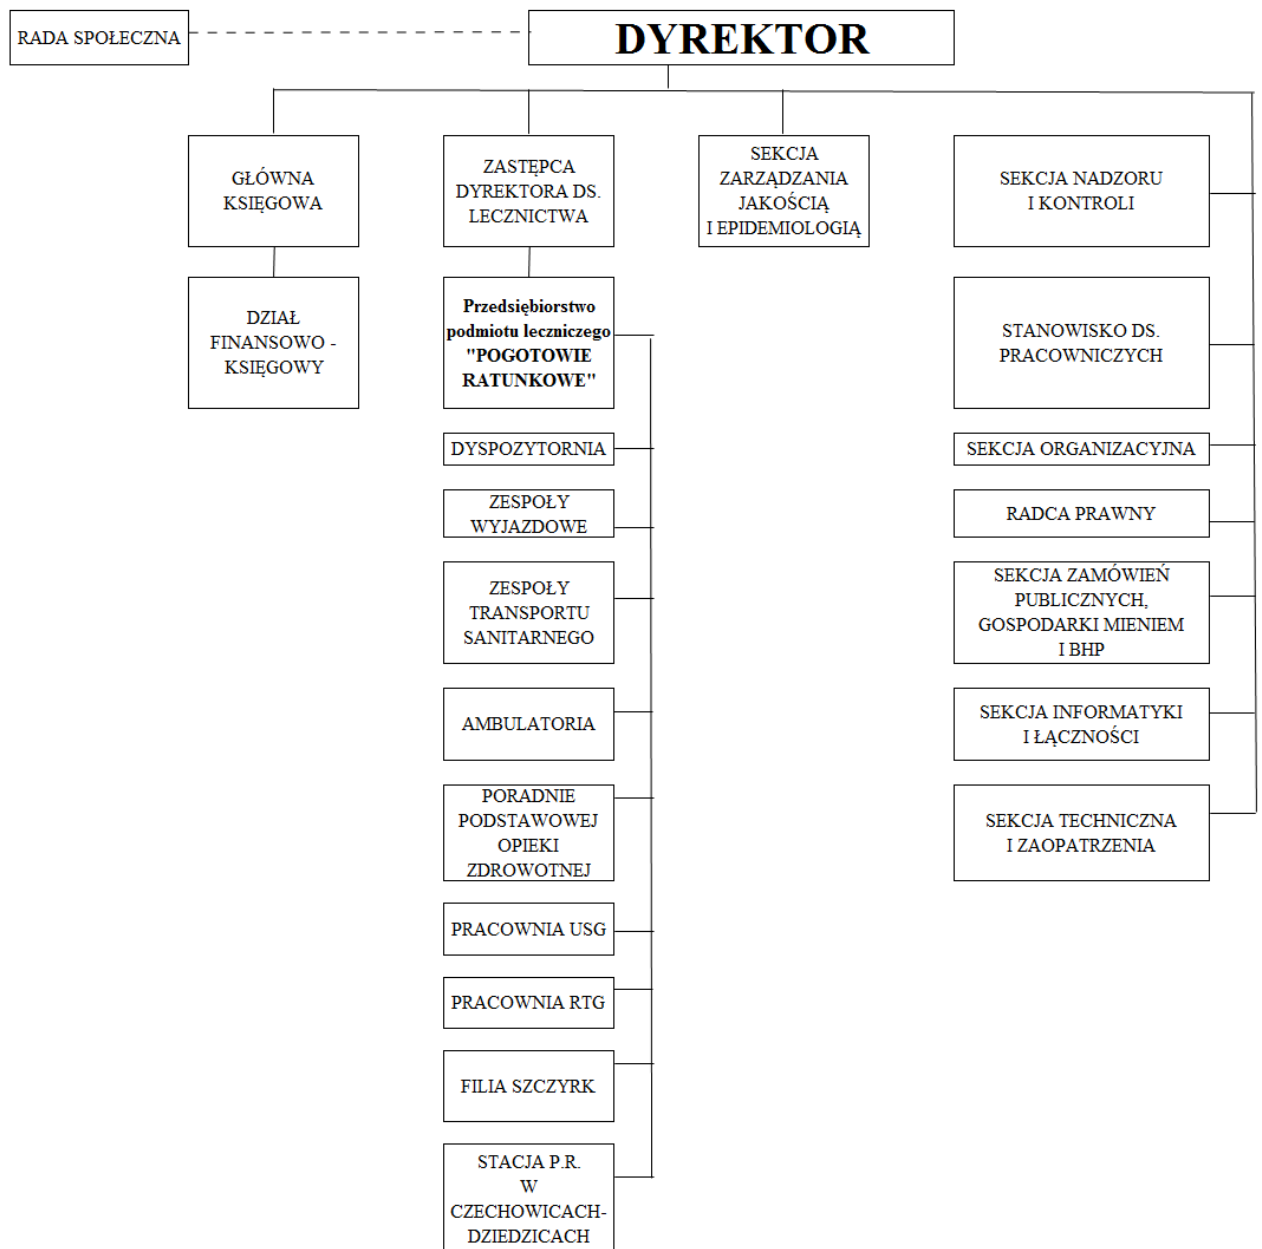 RADA SPOŁECZNA
DYREKTOR
GŁÓWNA
KSIĘGOWA
ZASTĘPCA
DYREKTORA DS.
LECZNICTWA
SEKCJA
ZARZĄDZANIA
JAKOŚCIĄ
I EPIDEMIOLOGIĄ
SEKCJA NADZORU
I KONTROLI
DZIAŁ
FINANSOWO -
KSIĘGOWY
Przedsiębiorstwo
podmiotu leczniczego
"POGOTOWIE
RATUNKOWE"
STANOWISKO DS.
PRACOWNICZYCH
DYSPOZYTORNIA
SEKCJA ORGANIZACYJNA
ZESPOŁY
WYJAZDOWE
RADCA PRAWNY
ZESPOŁY
TRANSPORTU
SANITARNEGO
SEKCJA ZAMÓWIEŃ
PUBLICZNYCH,
GOSPODARKI MIENIEM
I BHP
AMBULATORIA
SEKCJA INFORMATYKI
I ŁĄCZNOŚCI
PORADNIE
PODSTAWOWEJ
OPIEKI
ZDROWOTNEJ
SEKCJA TECHNICZNA
I ZAOPATRZENIA
PRACOWNIA USG
PRACOWNIA RTG
FILIA SZCZYRK
STACJA P.R.
W
CZECHOWICACH-
DZIEDZICACH